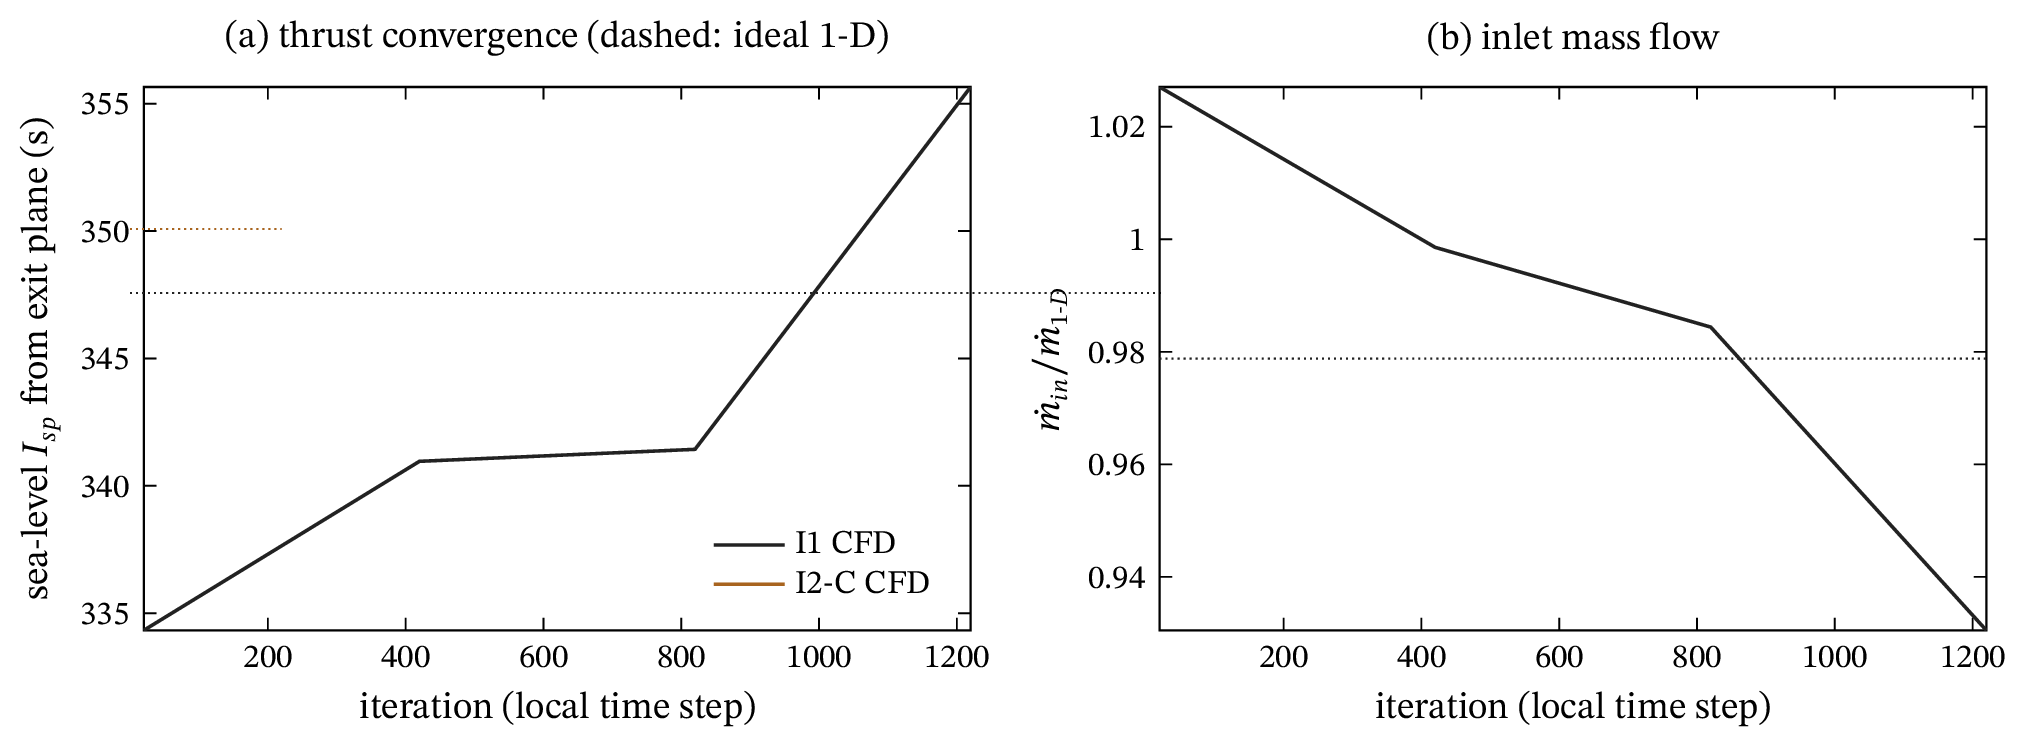 (a) thrust convergence (dashed: ideal 1-D)
sea-level I_sp from exit plane (s)
355
350
345
340
335
I1 CFD
I2-C CFD
200 400 600 800 1000 1200
iteration (local time step)
(b) inlet mass flow
ṁ_in/ṁ_1-D
1.02
1
0.98
0.96
0.94
200 400 600 800 1000 1200
iteration (local time step)